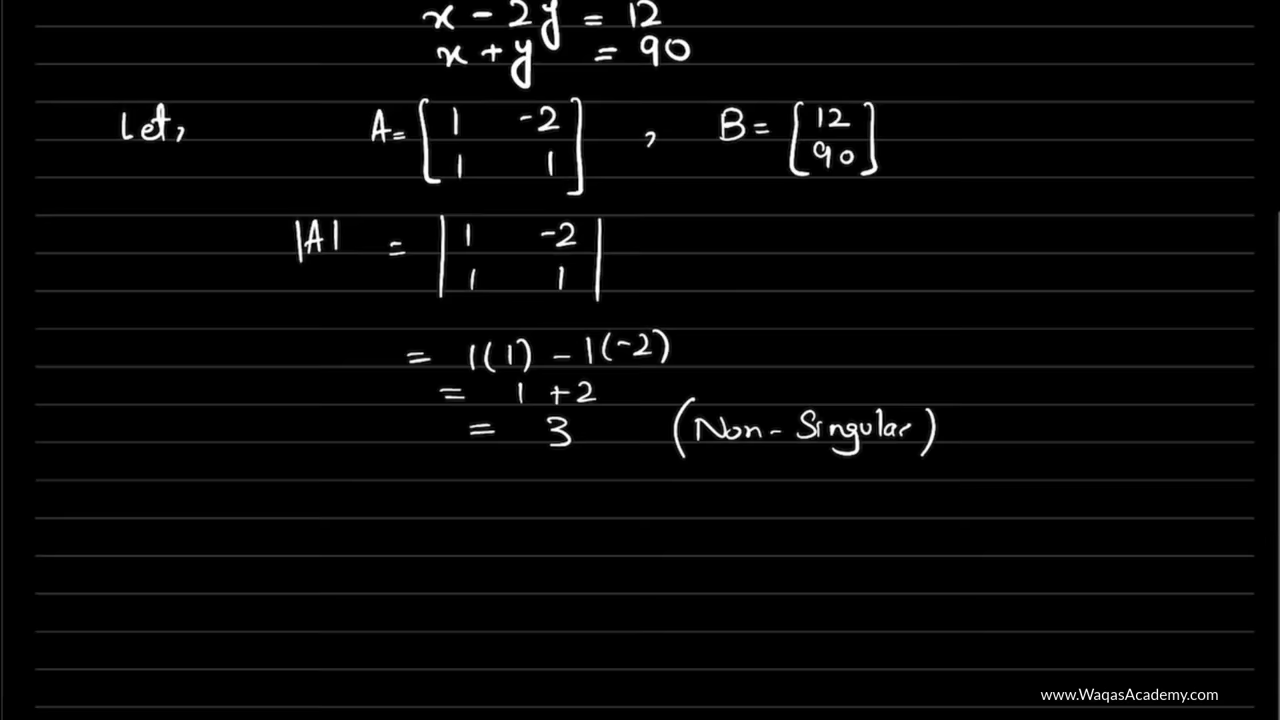 x - 2y = 12
x + y = 90
Let, A = [ 1 -2 ] , B = [ 12 ]
[ 1 1 ] [ 90 ]
|A| = | 1 -2 |
| 1 1 |
= 1(1) - 1(-2)
= 1 + 2
= 3 (Non-Singular)
www.WaqasAcademy.com